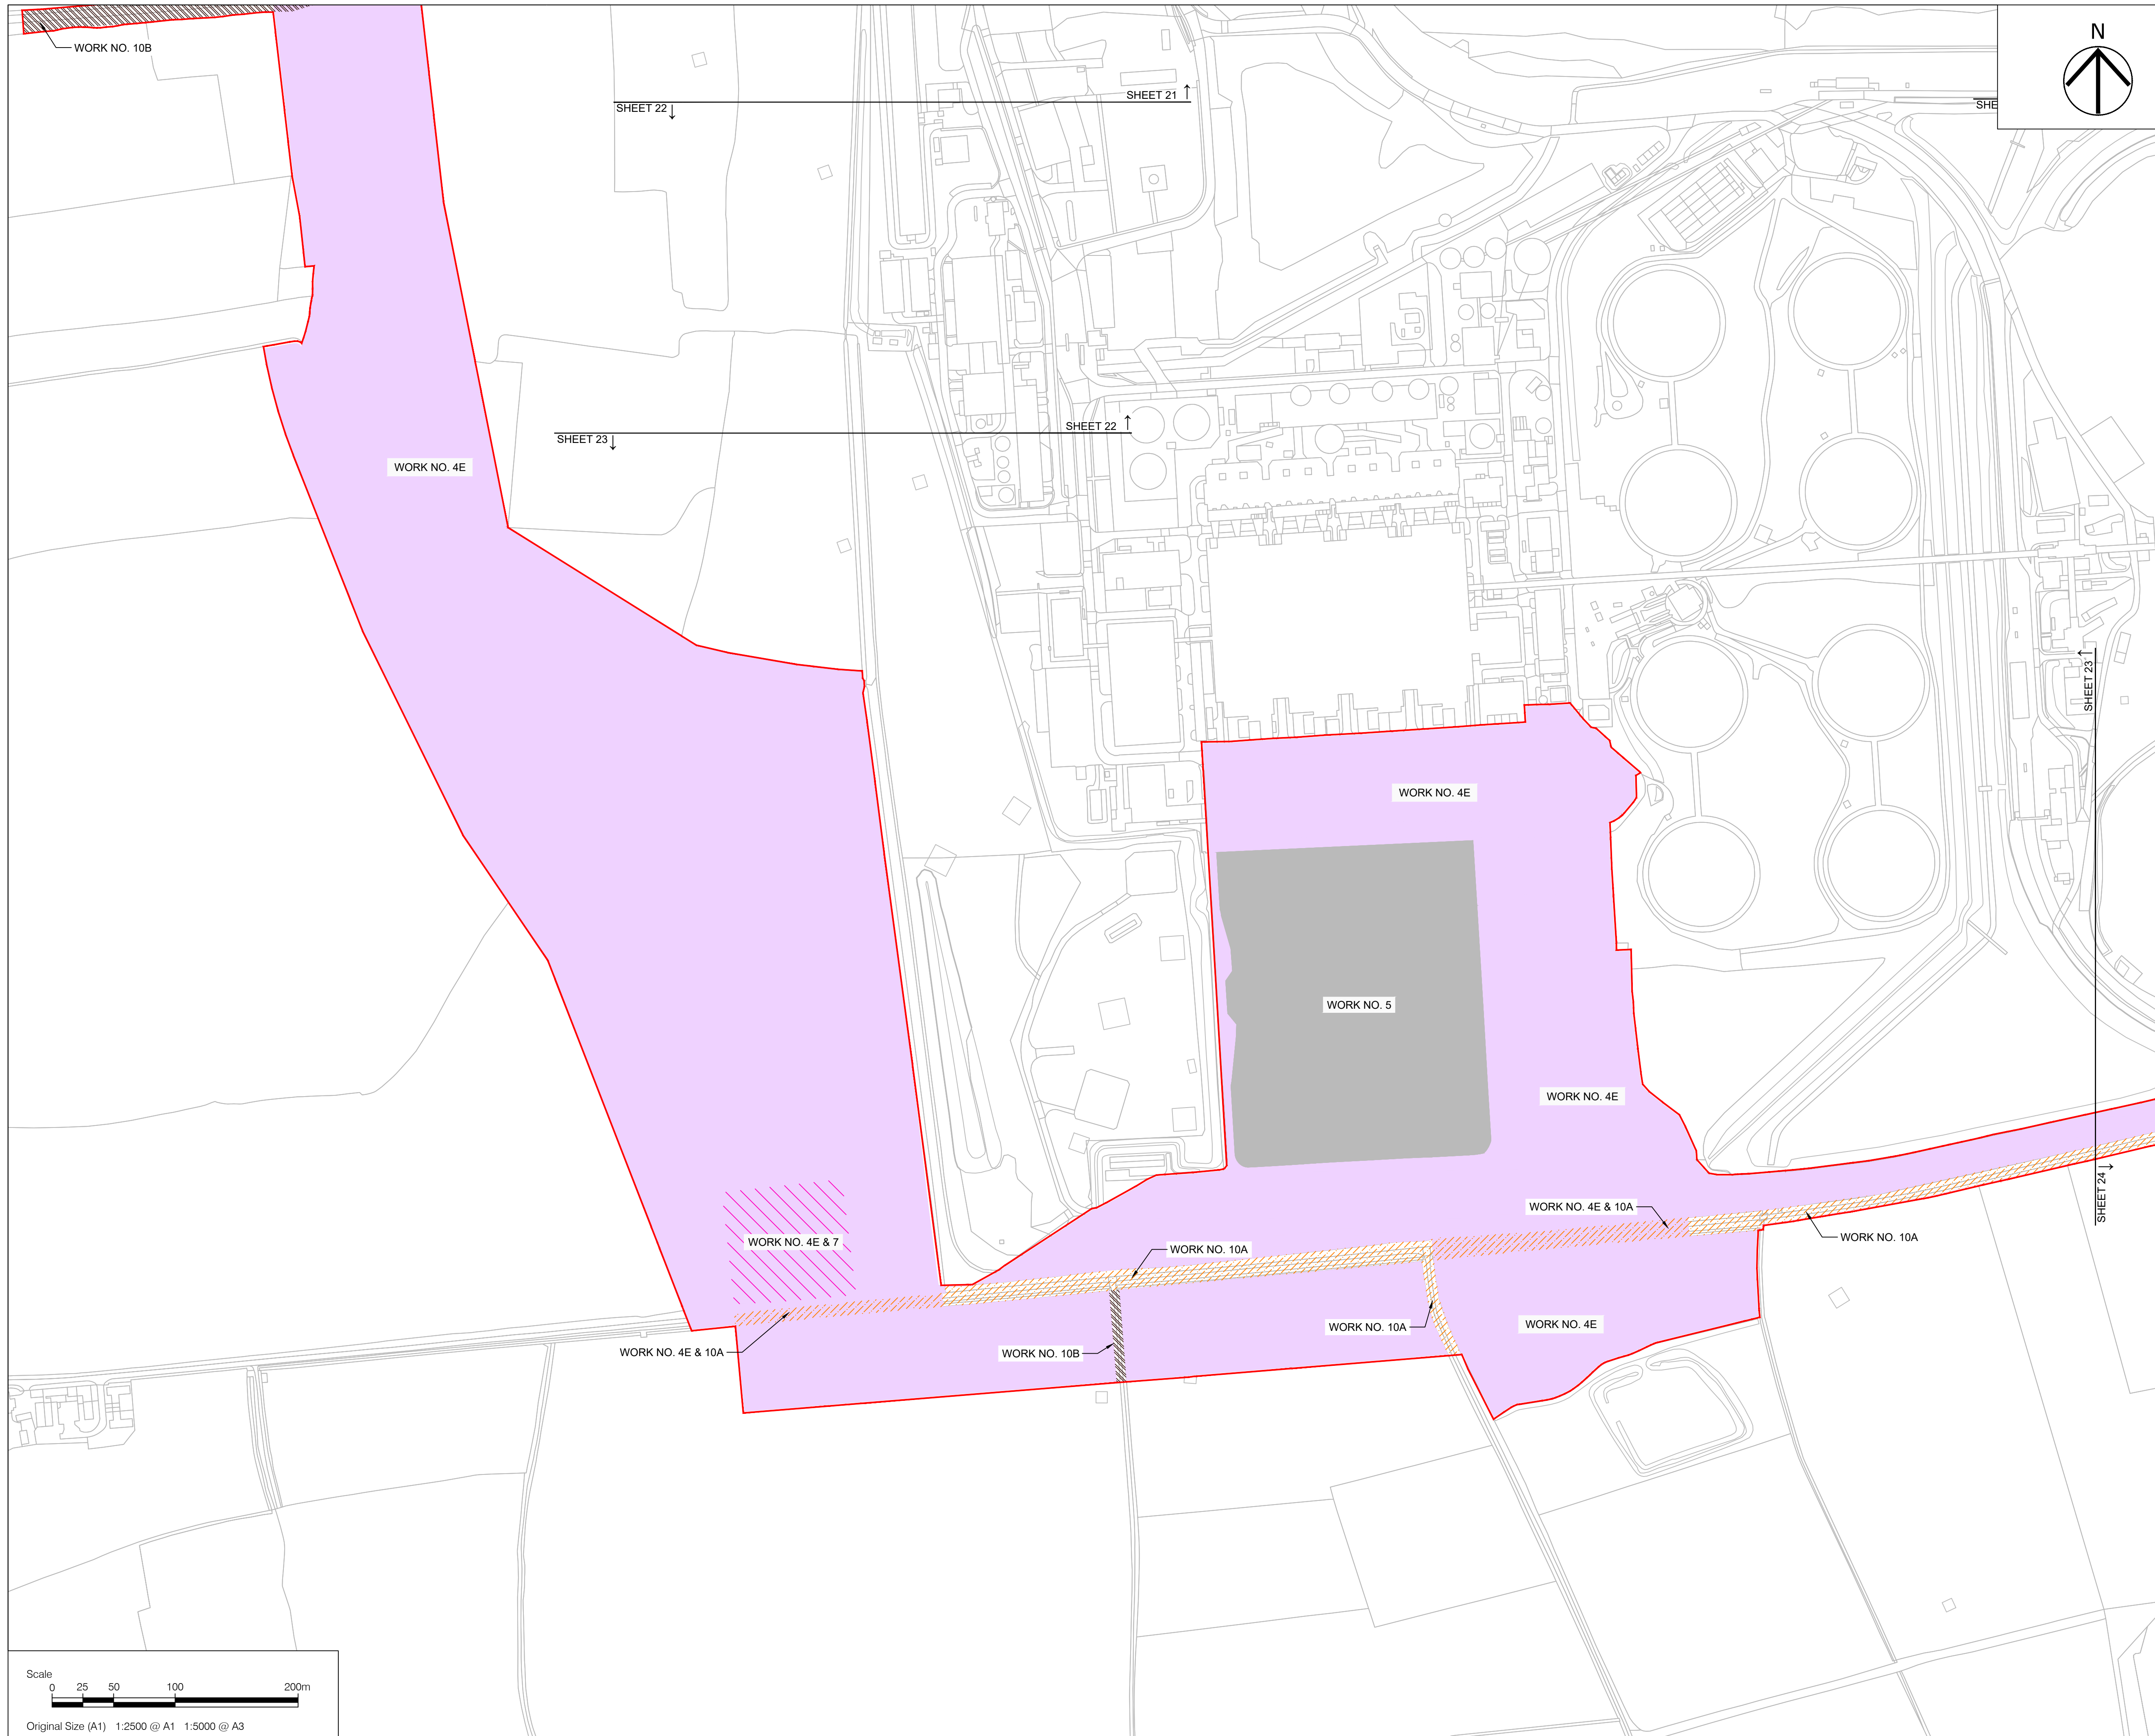 N
WORK NO. 10B
SHEET 21
SHEET 22
SHE
SHEET 22
SHEET 23
WORK NO. 4E
SHEET 23
WORK NO. 4E
WORK NO. 5
WORK NO. 4E
SHEET 24
WORK NO. 4E & 10A
WORK NO. 10A
WORK NO. 4E & 7
WORK NO. 10A
WORK NO. 10A
WORK NO. 4E
WORK NO. 4E & 10A
WORK NO. 10B
Scale
0 25 50 100 200m
Original Size (A1) 1:2500 @ A1 1:5000 @ A3